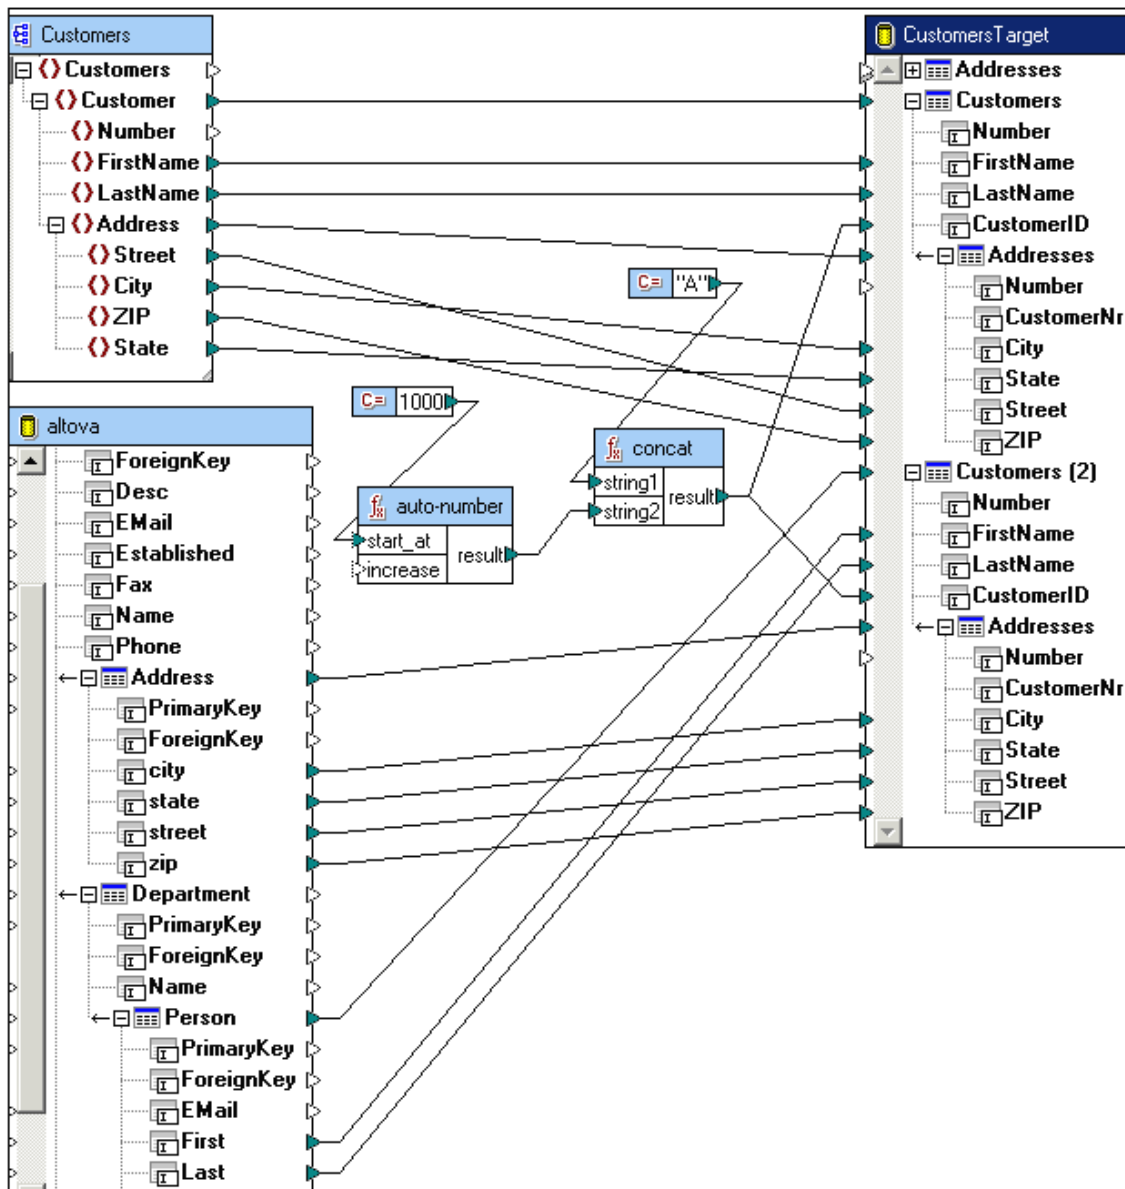 Customers
Customers
Customer
Number
FirstName
LastName
Address
Street
City
ZIP
State
altova
ForeignKey
Desc
EMail
Established
Fax
Name
Phone
Address
PrimaryKey
ForeignKey
city
state
street
zip
Department
PrimaryKey
ForeignKey
Name
Person
PrimaryKey
ForeignKey
EMail
First
Last
C= 1000
auto-number
start_at
result
increase
C= "A"
concat
string1
result
string2
CustomersTarget
Addresses
Customers
Number
FirstName
LastName
CustomerID
Addresses
Number
CustomerNr
City
State
Street
ZIP
Customers (2)
Number
FirstName
LastName
CustomerID
Addresses
Number
CustomerNr
City
State
Street
ZIP